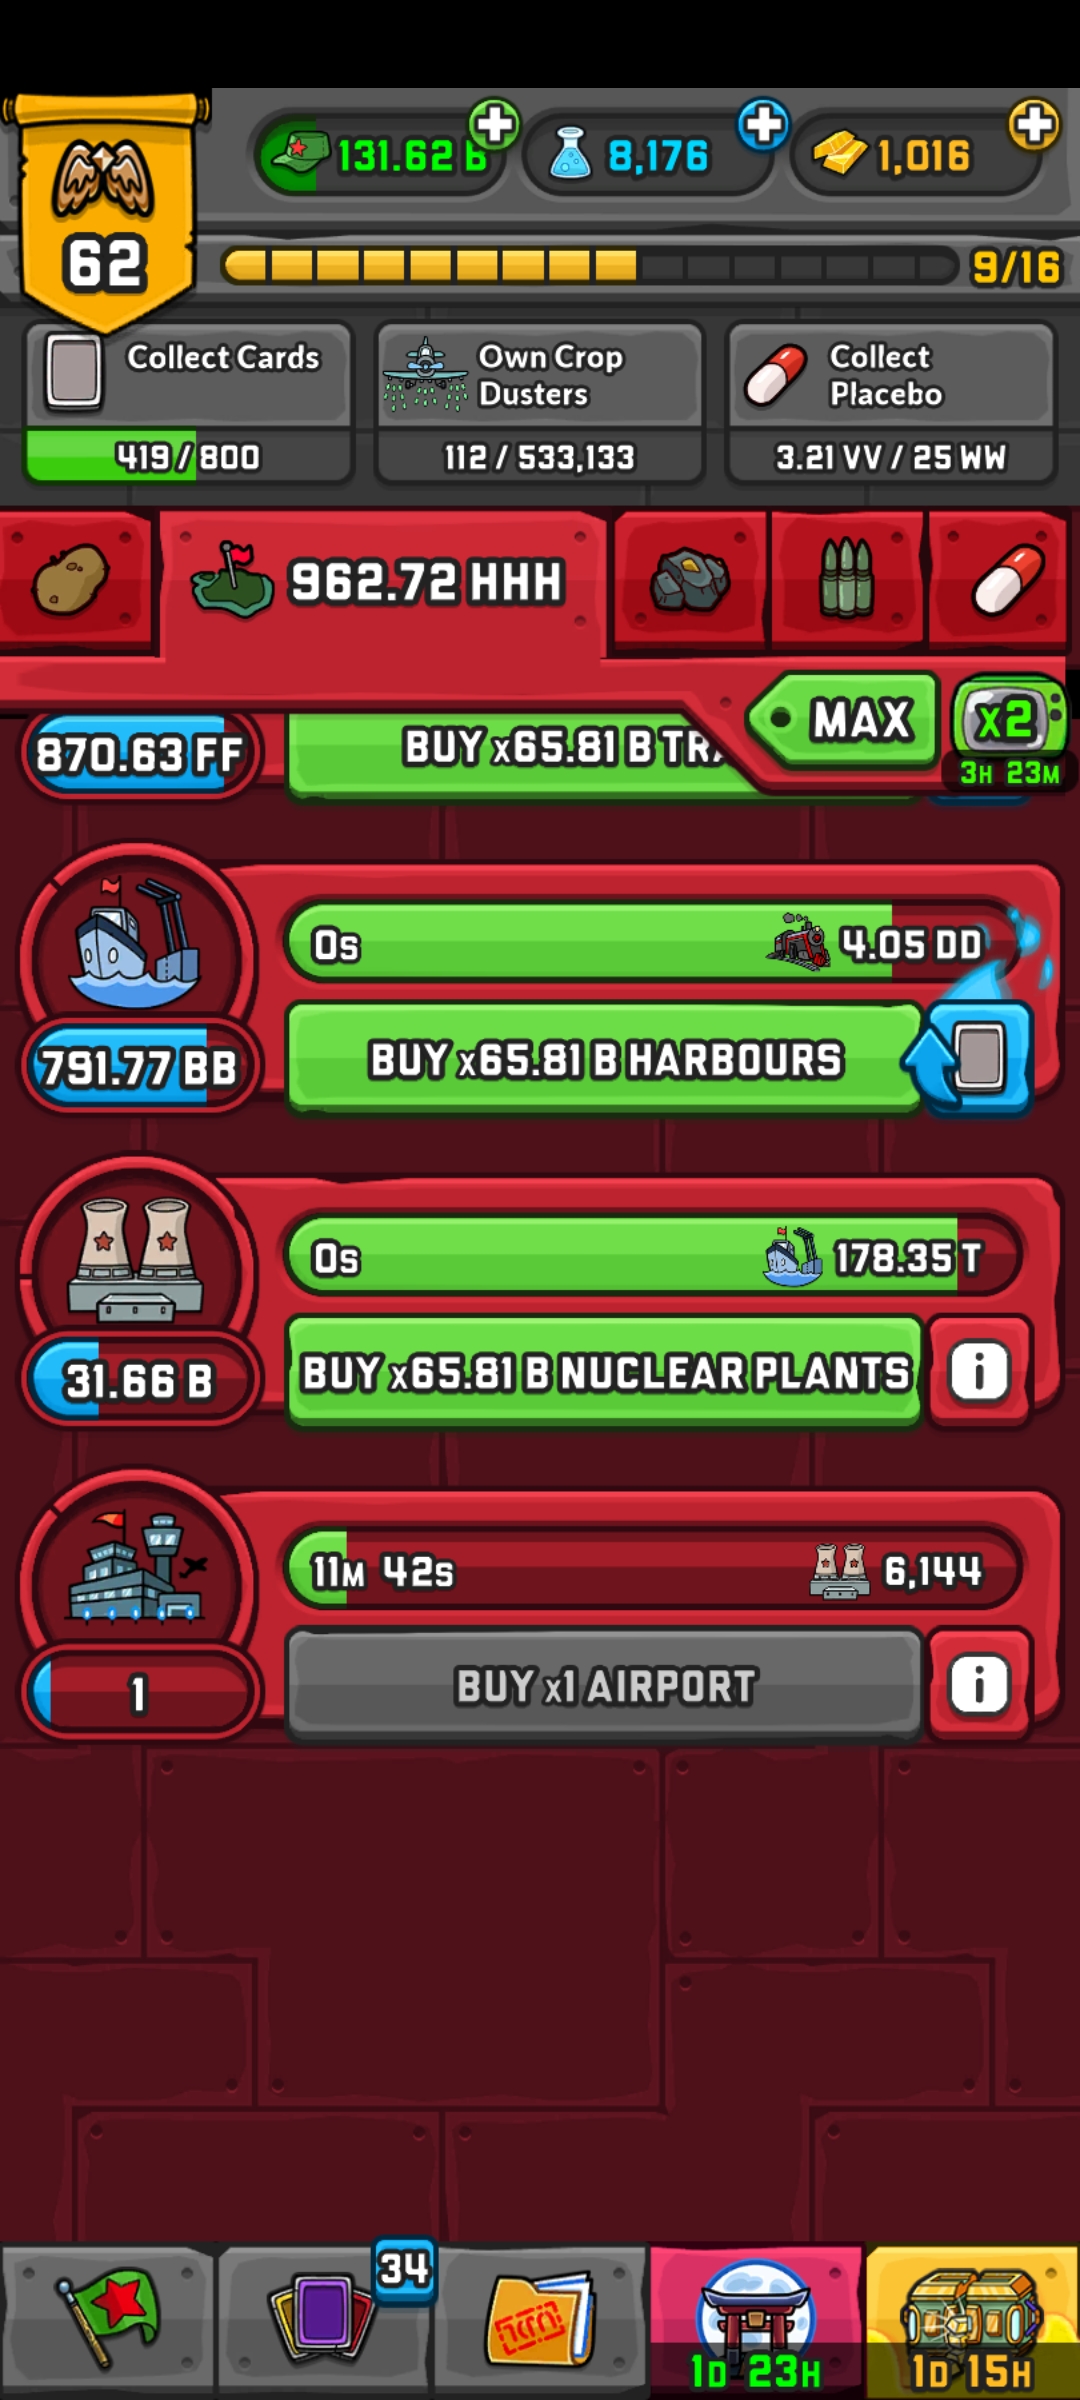 131.62 B
8,176
1,016
62
9/16
Collect Cards
419 / 800
Own Crop
Dusters
112 / 533,133
Collect
Placebo
3.21 VV / 25 WW
962.72 HHH
MAX
x2
3H 23M
870.63 FF
BUY x65.81 B
0s
4.05 DD
791.77 BB
BUY x65.81 B HARBOURS
0s
178.35 T
31.66 B
BUY x65.81 B NUCLEAR PLANTS
i
11M 42s
6,144
1
BUY x1 AIRPORT
i
34
1D 23H
1D 15H